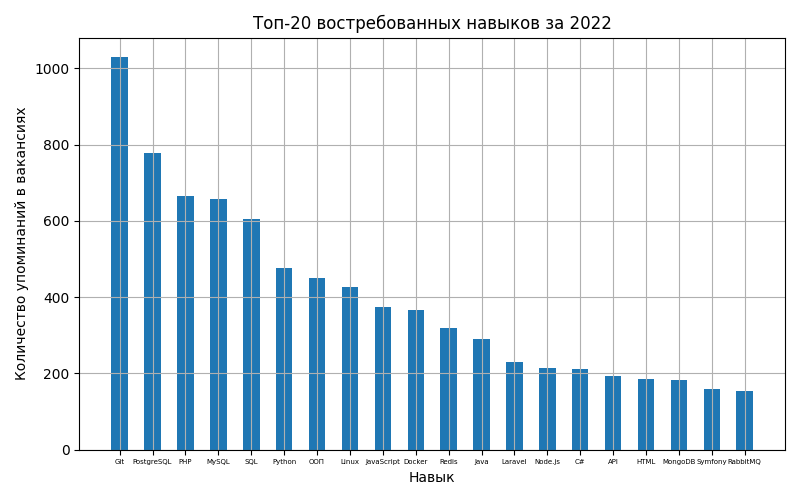 Топ-20 востребованных навыков за 2022
Количество упоминаний в вакансиях
1000
800
600
400
200
0
Git PostgreSQL PHP MySQL SQL Python ООП Linux JavaScript Docker Redis Java Laravel Node.js C# API HTML MongoDB Symfony RabbitMQ
Навык